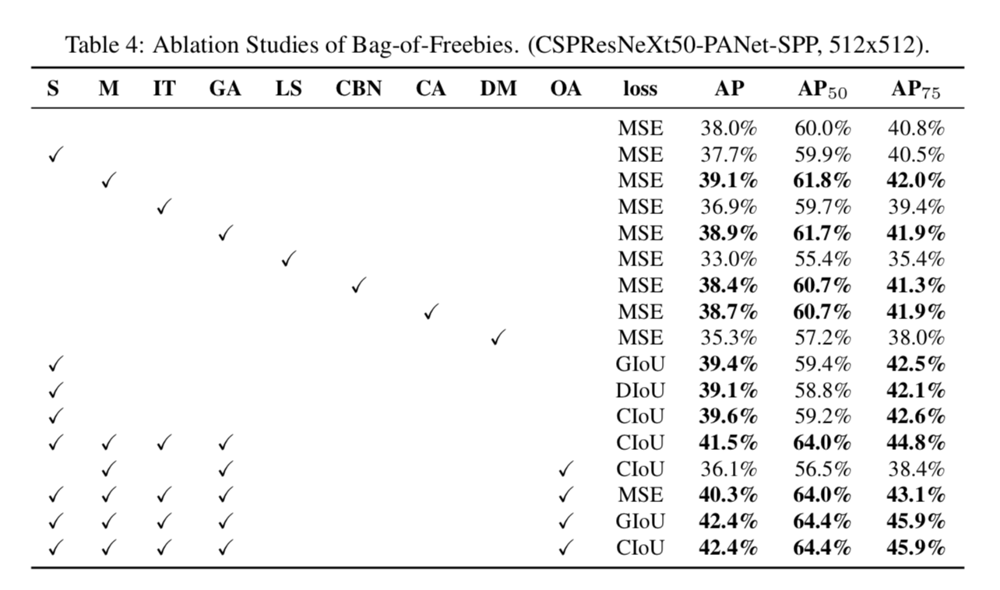 Table 4: Ablation Studies of Bag-of-Freebies. (CSPResNeXt50-PANet-SPP, 512x512).
S M IT GA LS CBN CA DM OA loss AP AP50 AP75
MSE 38.0% 60.0% 40.8%
✓ MSE 37.7% 59.9% 40.5%
✓ MSE 39.1% 61.8% 42.0%
✓ MSE 36.9% 59.7% 39.4%
✓ MSE 38.9% 61.7% 41.9%
✓ MSE 33.0% 55.4% 35.4%
✓ MSE 38.4% 60.7% 41.3%
✓ MSE 38.7% 60.7% 41.9%
✓ MSE 35.3% 57.2% 38.0%
✓ GIoU 39.4% 59.4% 42.5%
✓ DIoU 39.1% 58.8% 42.1%
✓ CIoU 39.6% 59.2% 42.6%
✓ ✓ ✓ ✓ CIoU 41.5% 64.0% 44.8%
✓ ✓ ✓ CIoU 36.1% 56.5% 38.4%
✓ ✓ ✓ ✓ ✓ MSE 40.3% 64.0% 43.1%
✓ ✓ ✓ ✓ ✓ GIoU 42.4% 64.4% 45.9%
✓ ✓ ✓ ✓ ✓ CIoU 42.4% 64.4% 45.9%